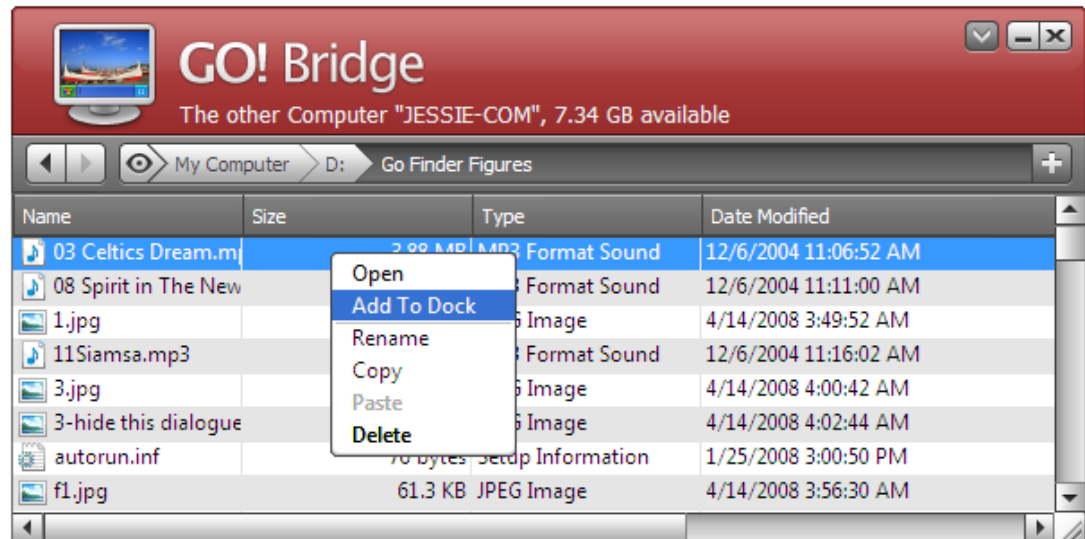 GO! Bridge
The other Computer "JESSIE-COM", 7.34 GB available
My Computer D: Go Finder Figures
Name Size Type Date Modified
03 Celtics Dream.m 3.88 MB MP3 Format Sound 12/6/2004 11:06:52 AM
08 Spirit in The New Format Sound 12/6/2004 11:11:00 AM
1.jpg Image 4/14/2008 3:49:52 AM
11Siamsa.mp3 Format Sound 12/6/2004 11:16:02 AM
3.jpg Image 4/14/2008 4:00:42 AM
3-hide this dialogue Image 4/14/2008 4:02:44 AM
autorun.inf bytes Setup Information 1/25/2008 3:00:50 PM
f1.jpg 61.3 KB JPEG Image 4/14/2008 3:56:30 AM
Open
Add To Dock
Rename
Copy
Paste
Delete